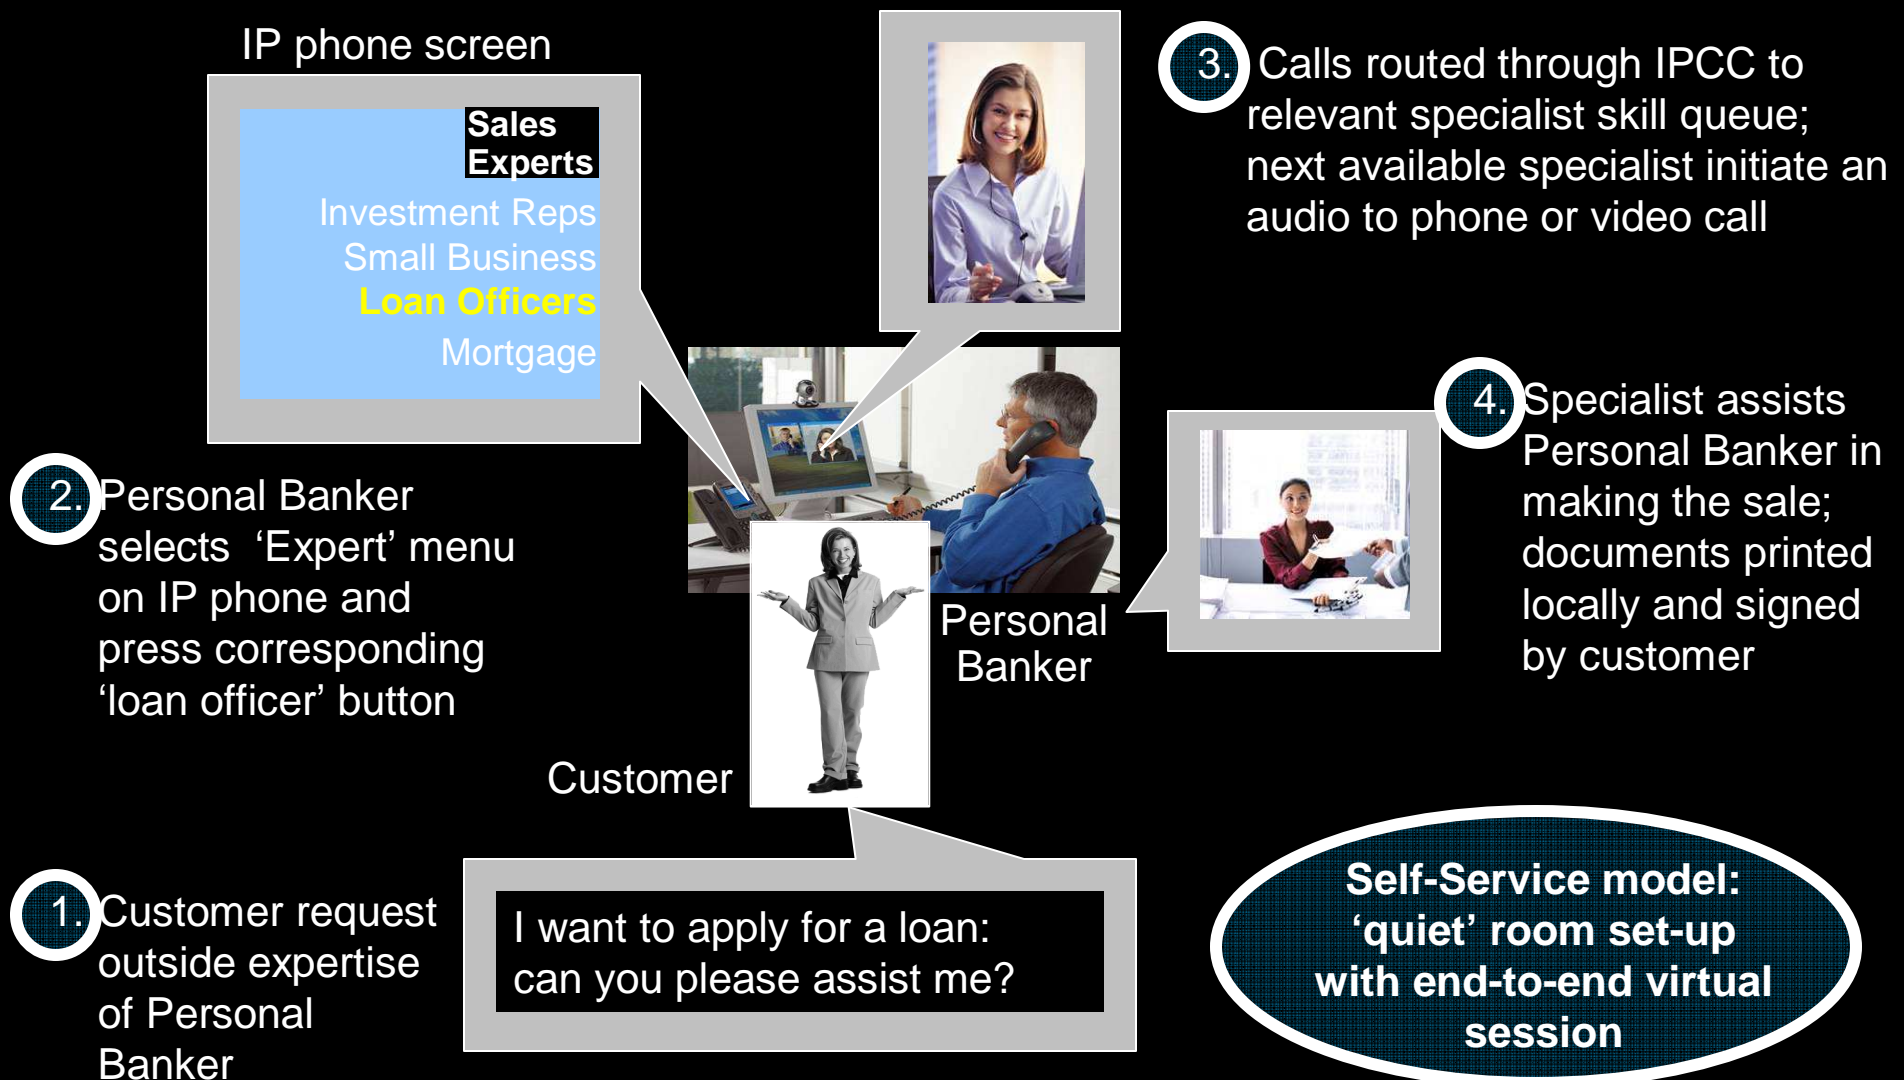 IP phone screen
Sales
Experts
Investment Reps
Small Business
Loan Officers
Mortgage
3. Calls routed through IPCC to
relevant specialist skill queue;
next available specialist initiate an
audio to phone or video call
2. Personal Banker
selects ‘Expert’ menu
on IP phone and
press corresponding
‘loan officer’ button
4. Specialist assists
Personal Banker in
making the sale;
documents printed
locally and signed
by customer
Personal
Banker
Customer
1. Customer request
outside expertise
of Personal
Banker
I want to apply for a loan:
can you please assist me?
Self-Service model:
‘quiet’ room set-up
with end-to-end virtual
session